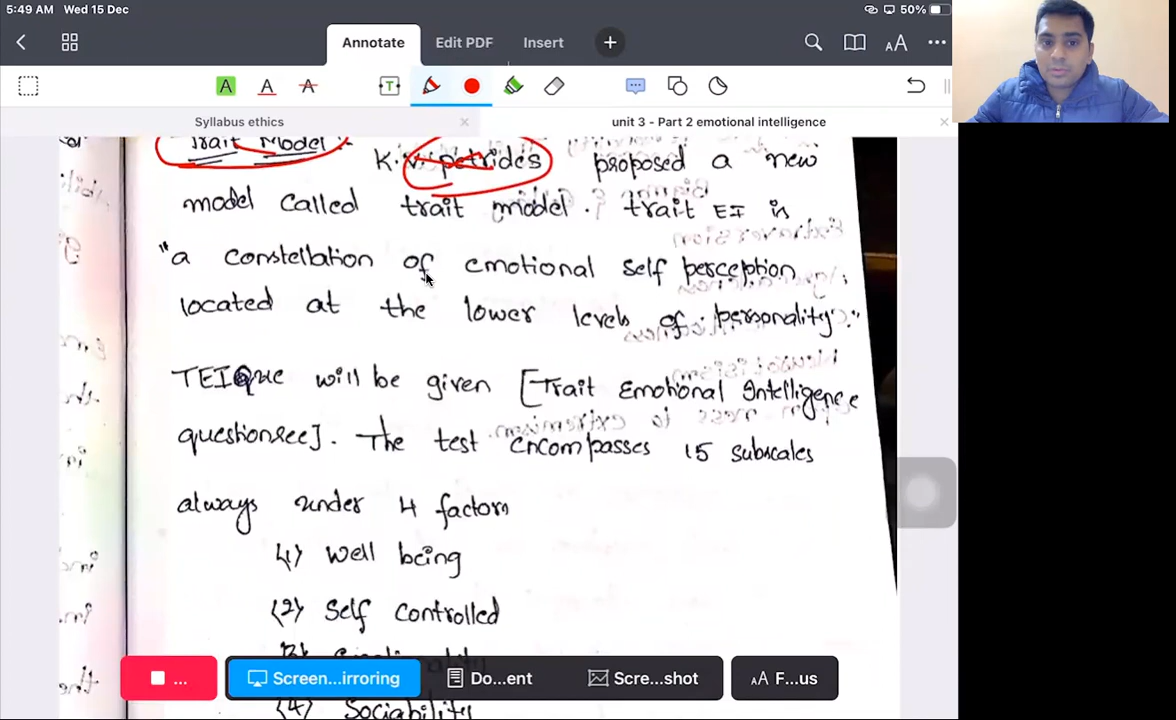 5:49 AM Wed 15 Dec
50%
Annotate
Edit PDF
Insert
AA
A
A
A
T
Syllabus ethics
unit 3 - Part 2 emotional intelligence
Trait Model :-
K.V. petrides proposed a new
model called trait model. trait EI is
"a constellation of emotional self perception
located at the lower levels of personality."
TEIQue will be given [Trait Emotional Intelligence
questionsee]. The test encompasses 15 subscales
always under 4 factors
(1) Well being
(2) Self controlled
(4) Sociability
...
Screen...irroring
Do...ent
Scre...shot
AA F...us